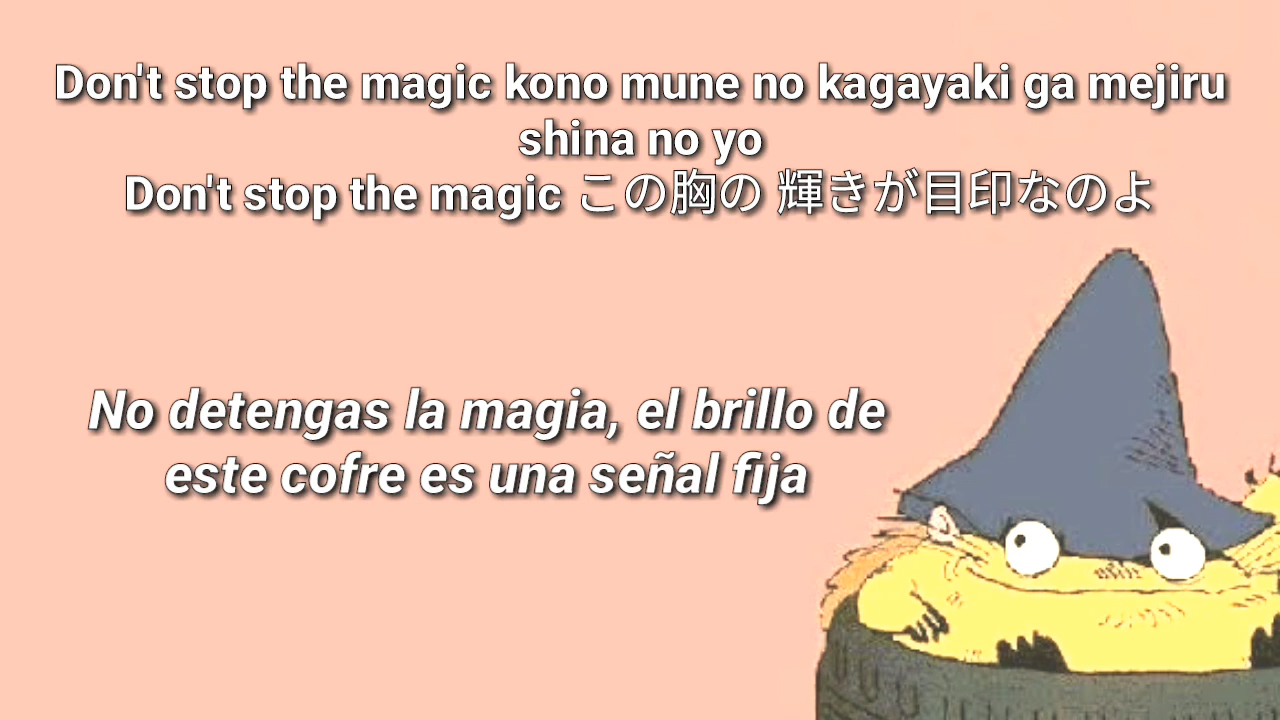 Don't stop the magic kono mune no kagayaki ga mejiru
shina no yo
Don't stop the magic この胸の 輝きが目印なのよ
No detengas la magia, el brillo de
este cofre es una señal fija